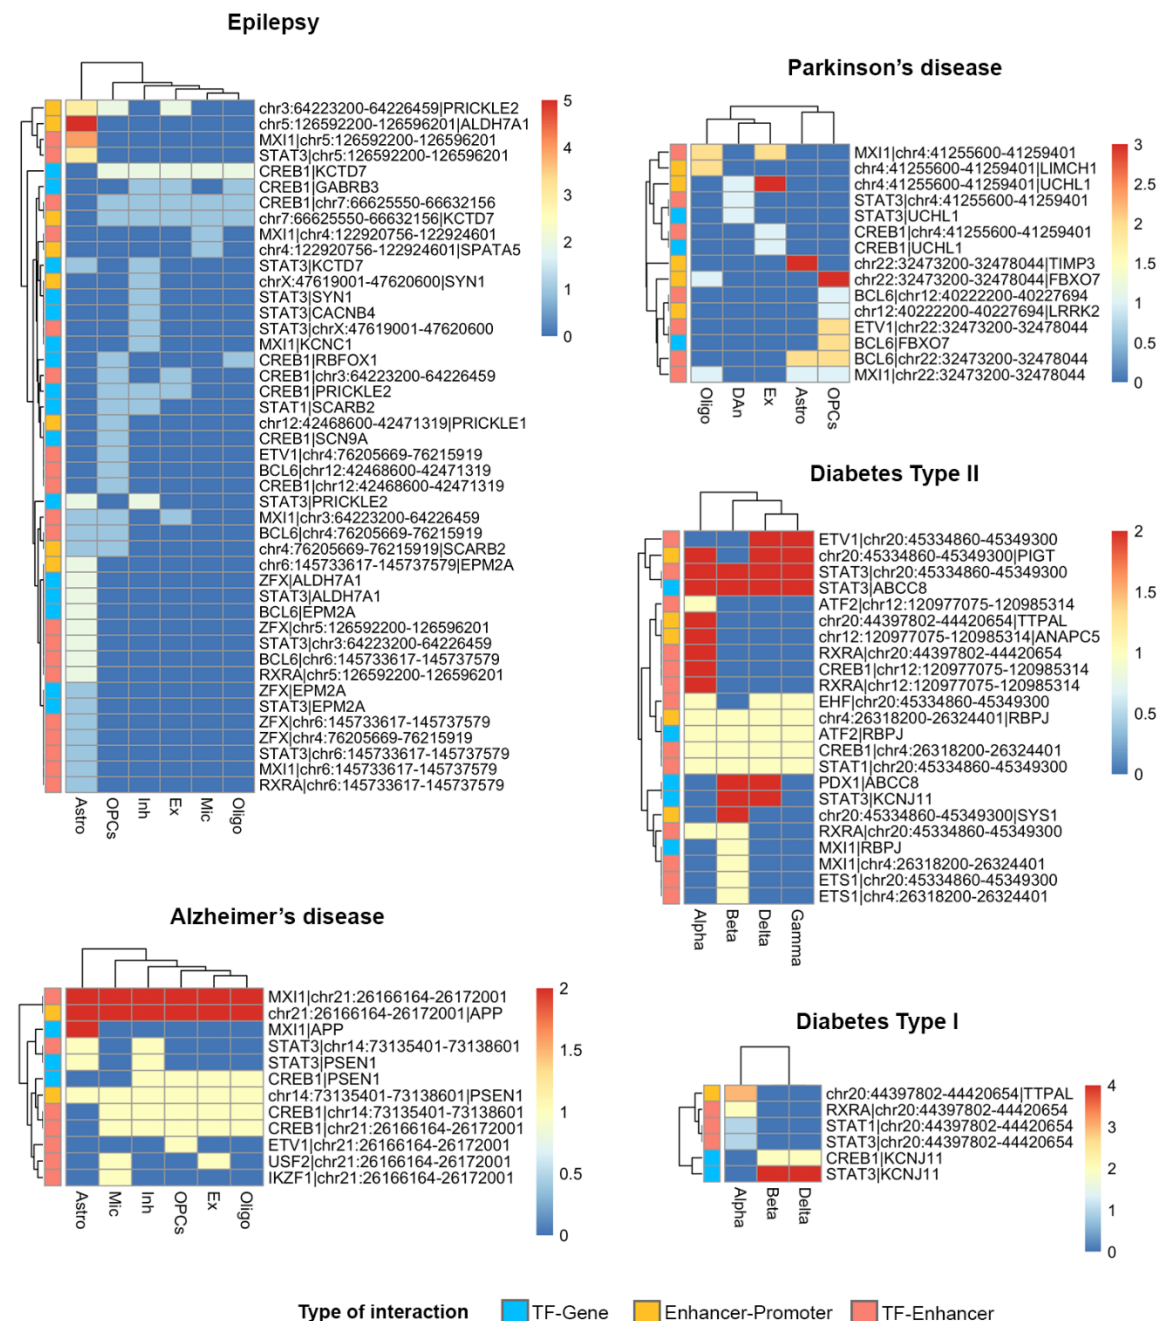 Epilepsy
chr3:64223200-64226459|PRICKLE2
chr5:126592200-126596201|ALDH7A1
MXI1|chr5:126592200-126596201
STAT3|chr5:126592200-126596201
CREB1|KCTD7
CREB1|GABRB3
CREB1|chr7:66625550-66632156
chr7:66625550-66632156|KCTD7
MXI1|chr4:122920756-122924601
chr4:122920756-122924601|SPATA5
STAT3|KCTD7
chrX:47619001-47620600|SYN1
STAT3|SYN1
STAT3|CACNB4
STAT3|chrX:47619001-47620600
MXI1|KCNC1
CREB1|RBFOX1
CREB1|chr3:64223200-64226459
CREB1|PRICKLE2
STAT1|SCARB2
chr12:42468600-42471319|PRICKLE1
CREB1|SCN9A
ETV1|chr4:76205669-76215919
BCL6|chr12:42468600-42471319
CREB1|chr12:42468600-42471319
STAT3|PRICKLE2
MXI1|chr3:64223200-64226459
BCL6|chr4:76205669-76215919
chr4:76205669-76215919|SCARB2
chr6:145733617-145737579|EPM2A
ZFX|ALDH7A1
STAT3|ALDH7A1
BCL6|EPM2A
ZFX|chr5:126592200-126596201
STAT3|chr3:64223200-64226459
BCL6|chr6:145733617-145737579
RXRA|chr5:126592200-126596201
ZFX|EPM2A
STAT3|EPM2A
ZFX|chr6:145733617-145737579
ZFX|chr4:76205669-76215919
STAT3|chr6:145733617-145737579
MXI1|chr6:145733617-145737579
RXRA|chr6:145733617-145737579
Astro OPCs Inh Ex Mic Oligo
5
4
3
2
1
0
Parkinson's disease
MXI1|chr4:41255600-41259401
chr4:41255600-41259401|LIMCH1
chr4:41255600-41259401|UCHL1
STAT3|chr4:41255600-41259401
STAT3|UCHL1
CREB1|chr4:41255600-41259401
CREB1|UCHL1
chr22:32473200-32478044|TIMP3
chr22:32473200-32478044|FBXO7
BCL6|chr12:40222200-40227694
chr12:40222200-40227694|LRRK2
ETV1|chr22:32473200-32478044
BCL6|FBXO7
BCL6|chr22:32473200-32478044
MXI1|chr22:32473200-32478044
Oligo DAn Ex Astro OPCs
3
2.5
2
1.5
1
0.5
0
Diabetes Type II
ETV1|chr20:45334860-45349300
chr20:45334860-45349300|PIGT
STAT3|chr20:45334860-45349300
STAT3|ABCC8
ATF2|chr12:120977075-120985314
chr20:44397802-44420654|TTPAL
chr12:120977075-120985314|ANAPC5
RXRA|chr20:44397802-44420654
CREB1|chr12:120977075-120985314
RXRA|chr12:120977075-120985314
EHF|chr20:45334860-45349300
chr4:26318200-26324401|RBPJ
ATF2|RBPJ
CREB1|chr4:26318200-26324401
STAT1|chr20:45334860-45349300
PDX1|ABCC8
STAT3|KCNJ11
chr20:45334860-45349300|SYS1
RXRA|chr20:45334860-45349300
MXI1|RBPJ
MXI1|chr4:26318200-26324401
ETS1|chr20:45334860-45349300
ETS1|chr4:26318200-26324401
Alpha Beta Delta Gamma
2
1.5
1
0.5
0
Alzheimer's disease
MXI1|chr21:26166164-26172001
chr21:26166164-26172001|APP
MXI1|APP
STAT3|chr14:73135401-73138601
STAT3|PSEN1
CREB1|PSEN1
chr14:73135401-73138601|PSEN1
CREB1|chr14:73135401-73138601
CREB1|chr21:26166164-26172001
ETV1|chr21:26166164-26172001
USF2|chr21:26166164-26172001
IKZF1|chr21:26166164-26172001
Astro Mic Inh OPCs Ex Oligo
2
1.5
1
0.5
0
Diabetes Type I
chr20:44397802-44420654|TTPAL
RXRA|chr20:44397802-44420654
STAT1|chr20:44397802-44420654
STAT3|chr20:44397802-44420654
CREB1|KCNJ11
STAT3|KCNJ11
Alpha Beta Delta
4
3
2
1
0
Type of interaction TF-Gene Enhancer-Promoter TF-Enhancer